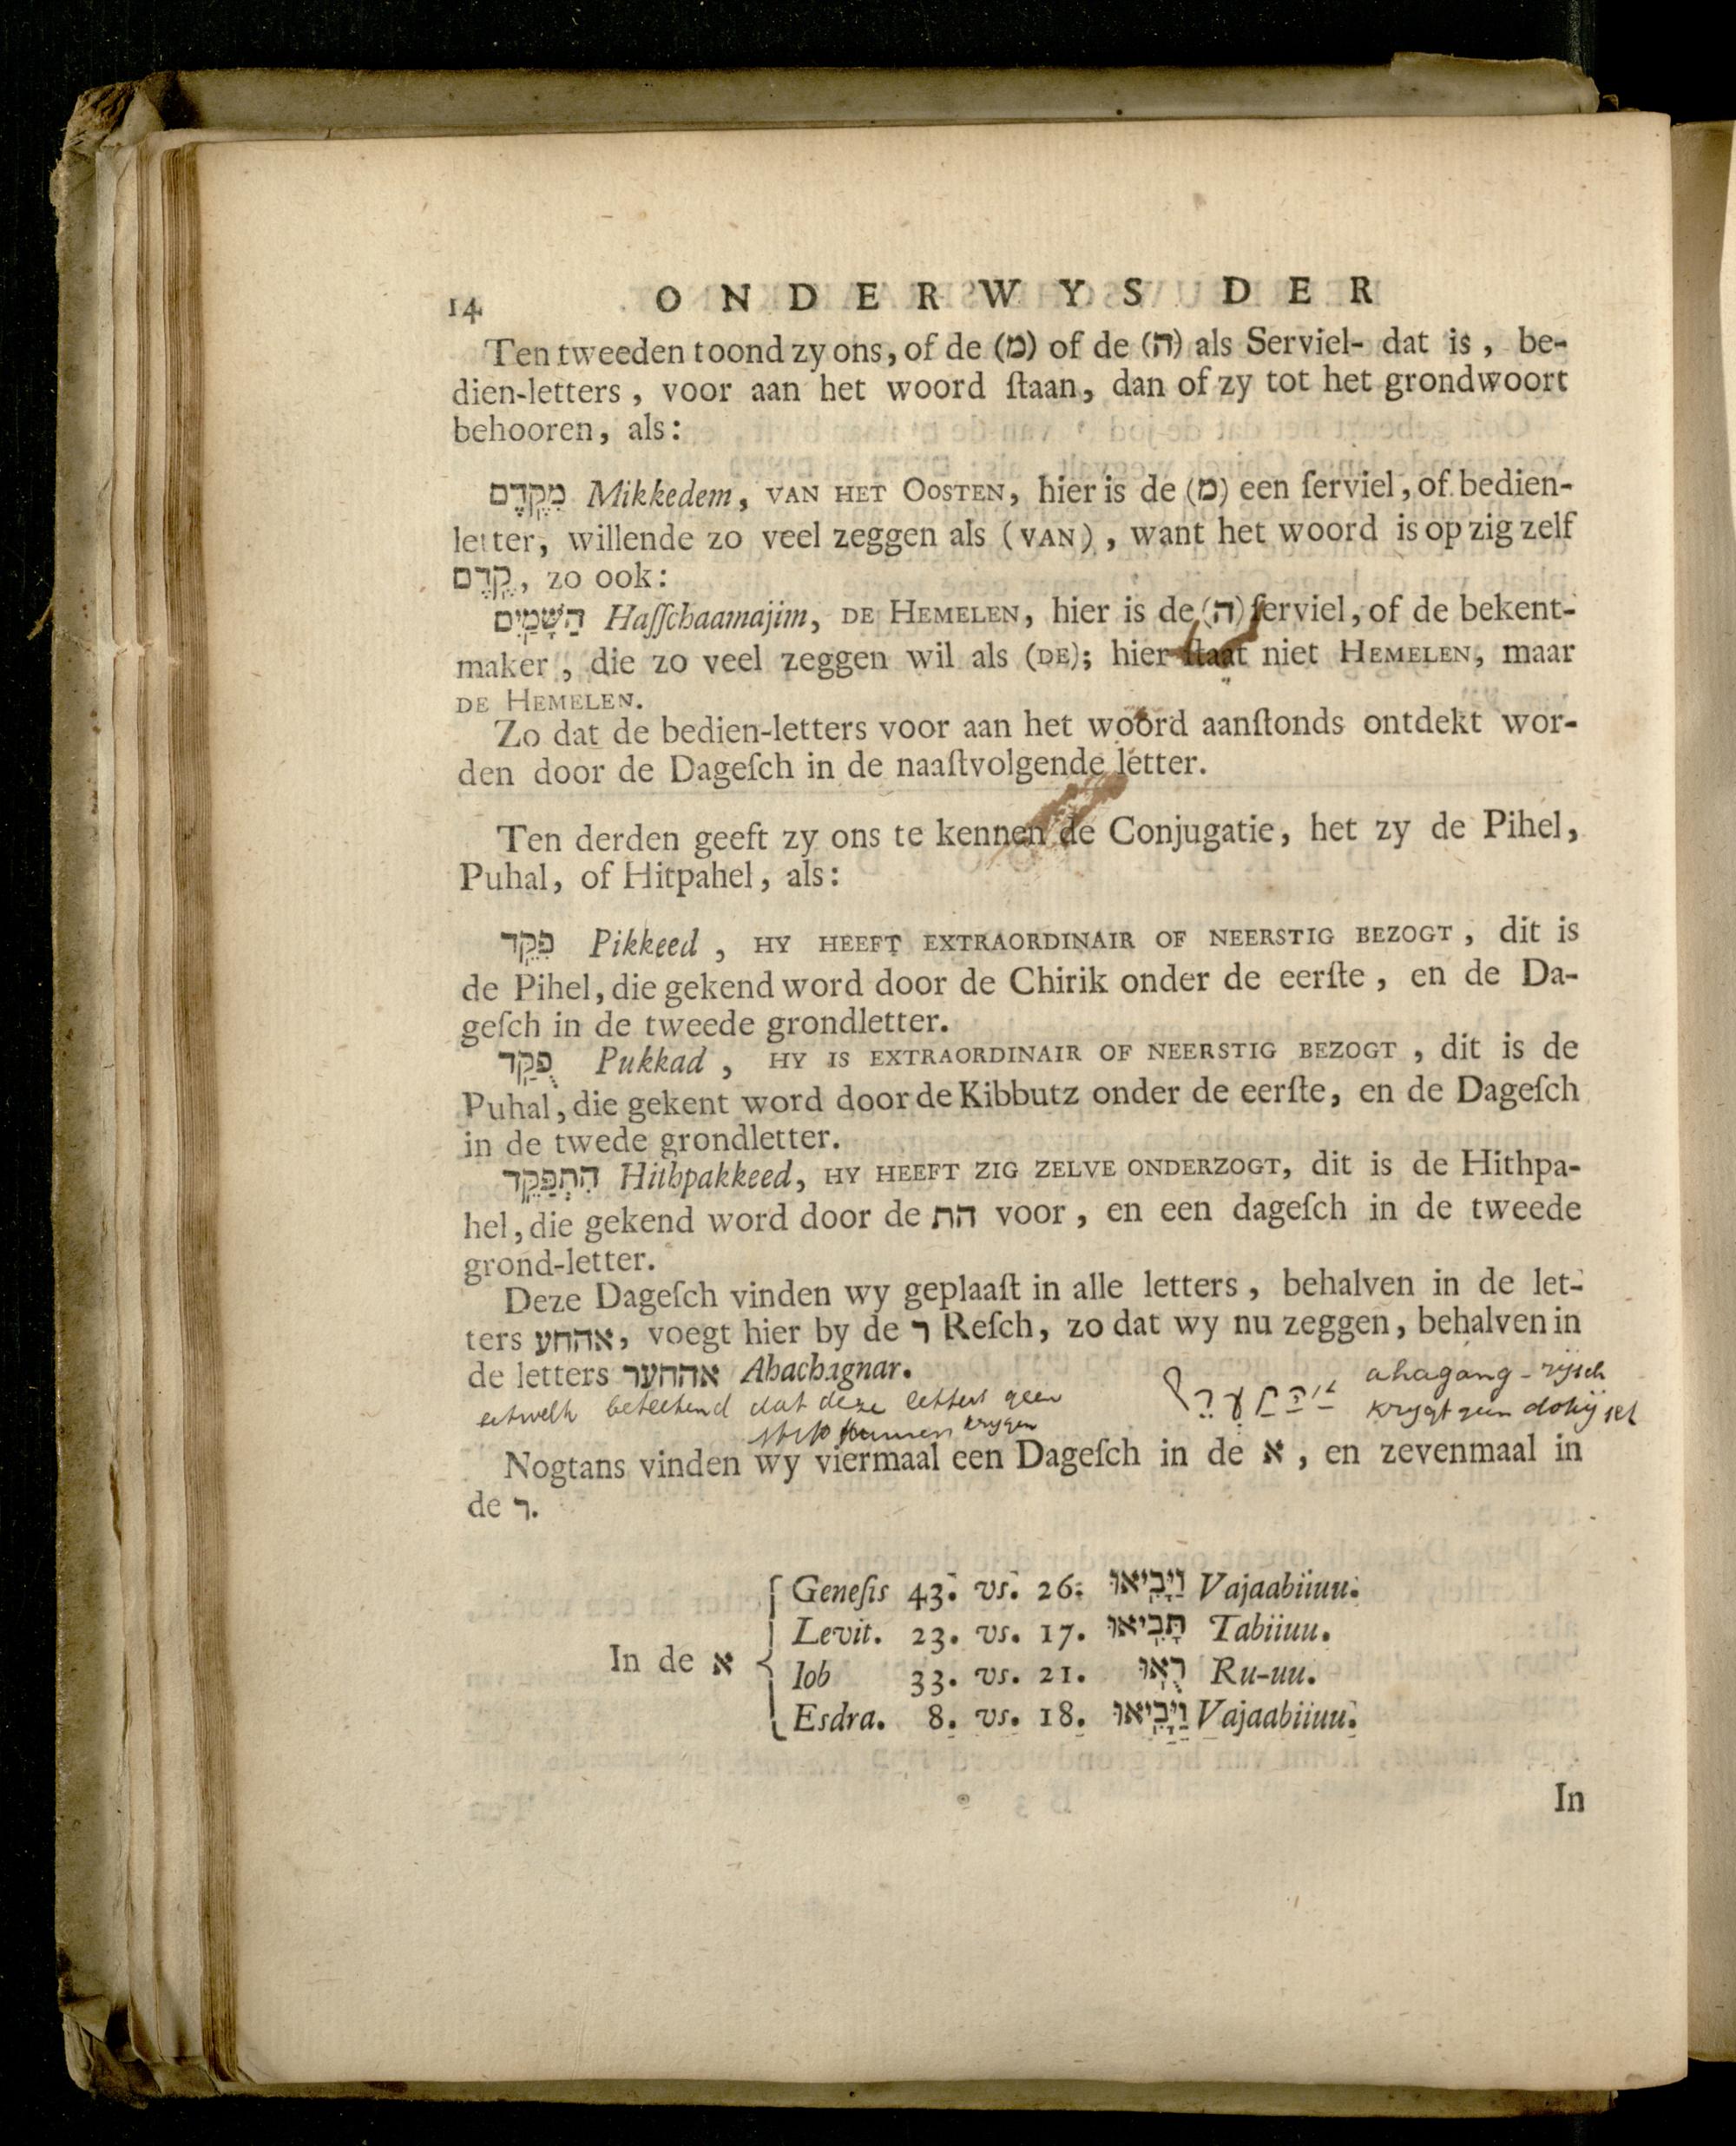 14 ONDERWYS DER
Ten tweeden toond zy ons, of de (מ) of de (ה) als Serviel- dat is, be-
dien-letters, voor aan het woord ſtaan, dan of zy tot het grondwoort
behooren, als:
מִקֶּדֶם Mikkedem, VAN HET OOSTEN, hier is de (מ) een ſerviel, of bedien-
letter, willende zo veel zeggen als (VAN), want het woord is op zig zelf
קֶדֶם, zo ook:
הַשָּׁמַיִם Haſſchaamajim, DE HEMELEN, hier is de (ה) ſerviel, of de bekent-
maker, die zo veel zeggen wil als (DE); hier ſtaat niet HEMELEN, maar
DE HEMELEN.
Zo dat de bedien-letters voor aan het woord aanſtonds ontdekt wor-
den door de Dageſch in de naaſtvolgende letter.
Ten derden geeft zy ons te kennen de Conjugatie, het zy de Pihel,
Puhal, of Hitpahel, als:
פִּקֵּד Pikkeed, HY HEEFT EXTRAORDINAIR OF NEERSTIG BEZOGT, dit is
de Pihel, die gekend word door de Chirik onder de eerſte, en de Da-
geſch in de tweede grondletter.
פֻּקַּד Pukkad, HY IS EXTRAORDINAIR OF NEERSTIG BEZOGT, dit is de
Puhal, die gekent word door de Kibbutz onder de eerſte, en de Dageſch
in de twede grondletter.
הִתְפַּקֵּד Hithpakkeed, HY HEEFT ZIG ZELVE ONDERZOGT, dit is de Hithpa-
hel, die gekend word door de הת voor, en een dageſch in de tweede
grond-letter.
Deze Dageſch vinden wy geplaaſt in alle letters, behalven in de let-
ters אהחע, voegt hier by de ר Reſch, zo dat wy nu zeggen, behalven in
de letters אההער Ahachagnar.
ahagang - rijsch
beteekend dat deze letters geen
krygt geen
krygen
Nogtans vinden wy viermaal een Dageſch in de א, en zevenmaal in
de ר.
In de א
Geneſis 43. vs. 26. וַיָּבִיאּוּ Vajaabiiuu.
Levit. 23. vs. 17. תָּבִיאּוּ Tabiiuu.
Iob 33. vs. 21. רֻאּוּ Ru-uu.
Esdra. 8. vs. 18. וַיָּבִיאּוּ Vajaabiiuu.
In